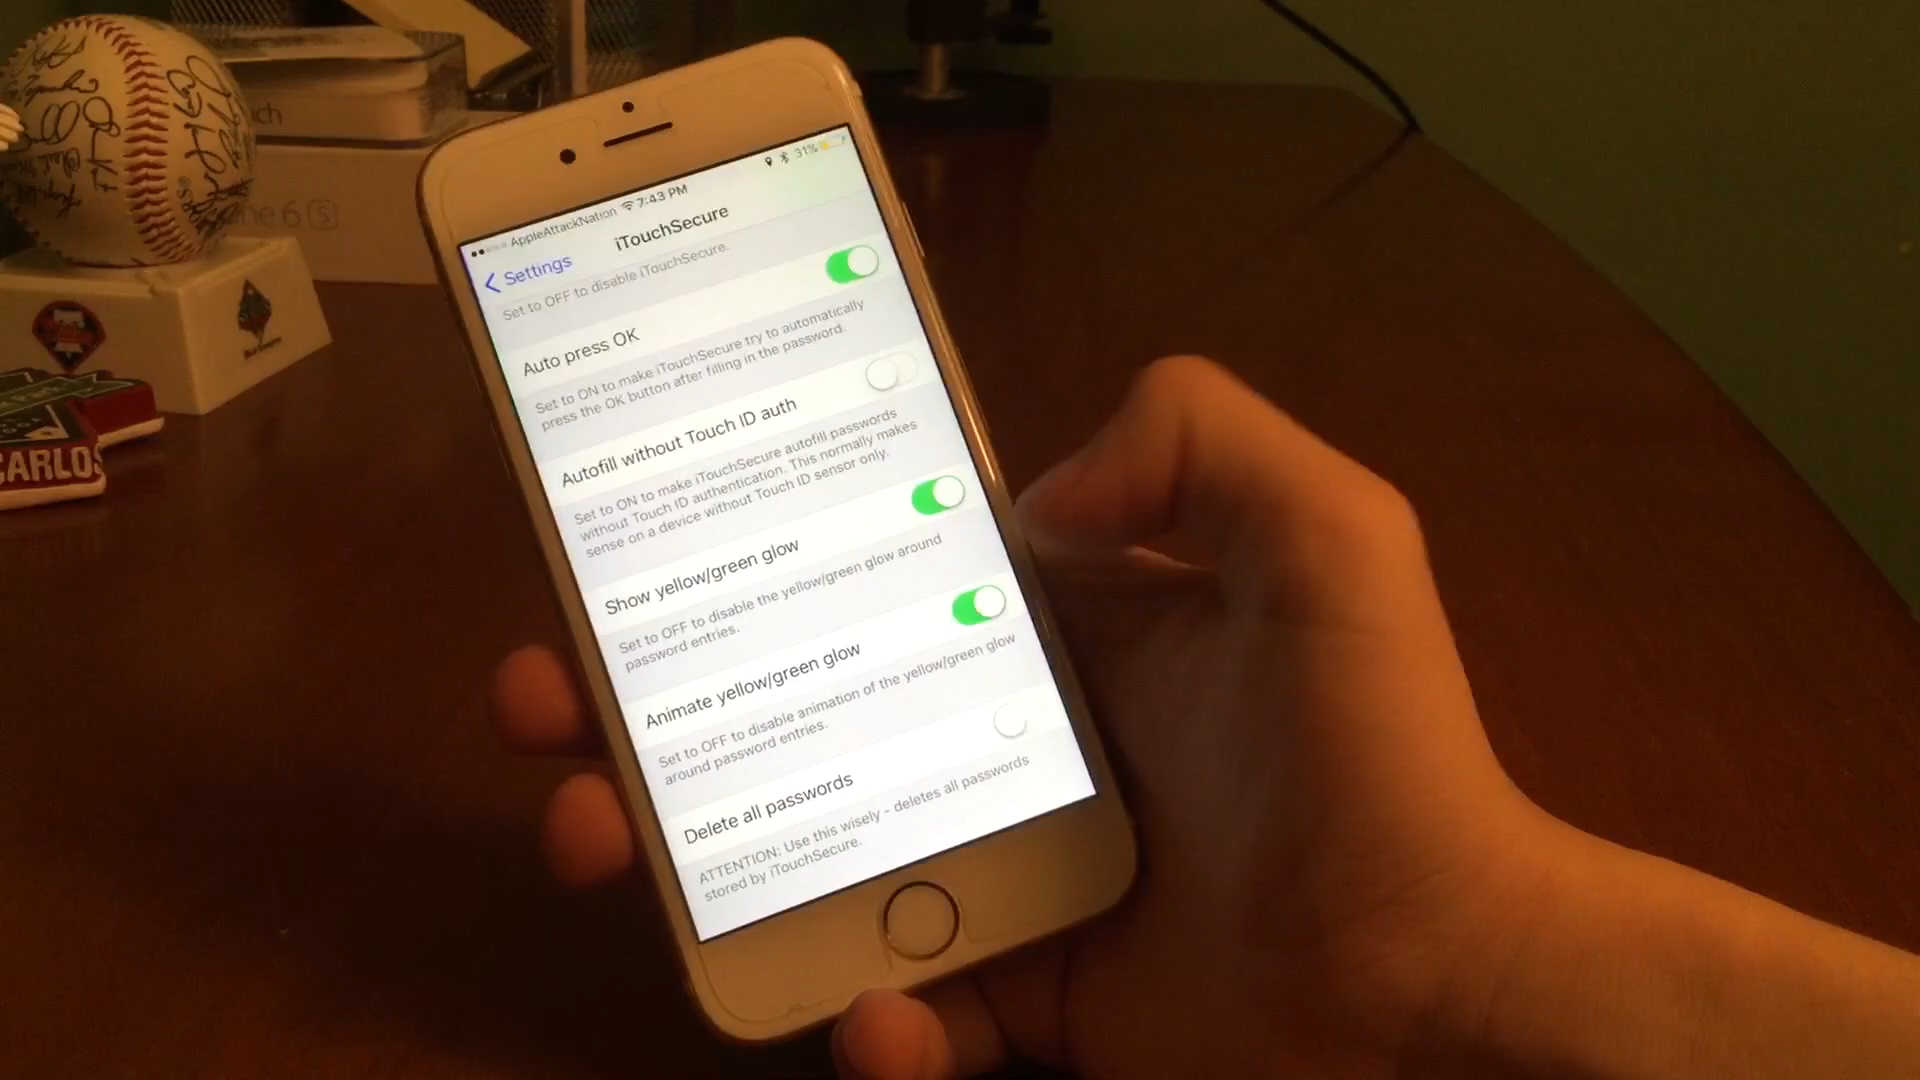 AppleAttackNation 7:43 PM 31%
Settings
iTouchSecure
Set to OFF to disable iTouchSecure.
Auto press OK
Set to ON to make iTouchSecure try to automatically
press the OK button after filling in the password.
Autofill without Touch ID auth
Set to ON to make iTouchSecure autofill passwords
without Touch ID authentication. This normally makes
sense on a device without Touch ID sensor only.
Show yellow/green glow
Set to OFF to disable the yellow/green glow around
password entries.
Animate yellow/green glow
Set to OFF to disable animation of the yellow/green glow
around password entries.
Delete all passwords
ATTENTION: Use this wisely - deletes all passwords
stored by iTouchSecure.
CARLOS